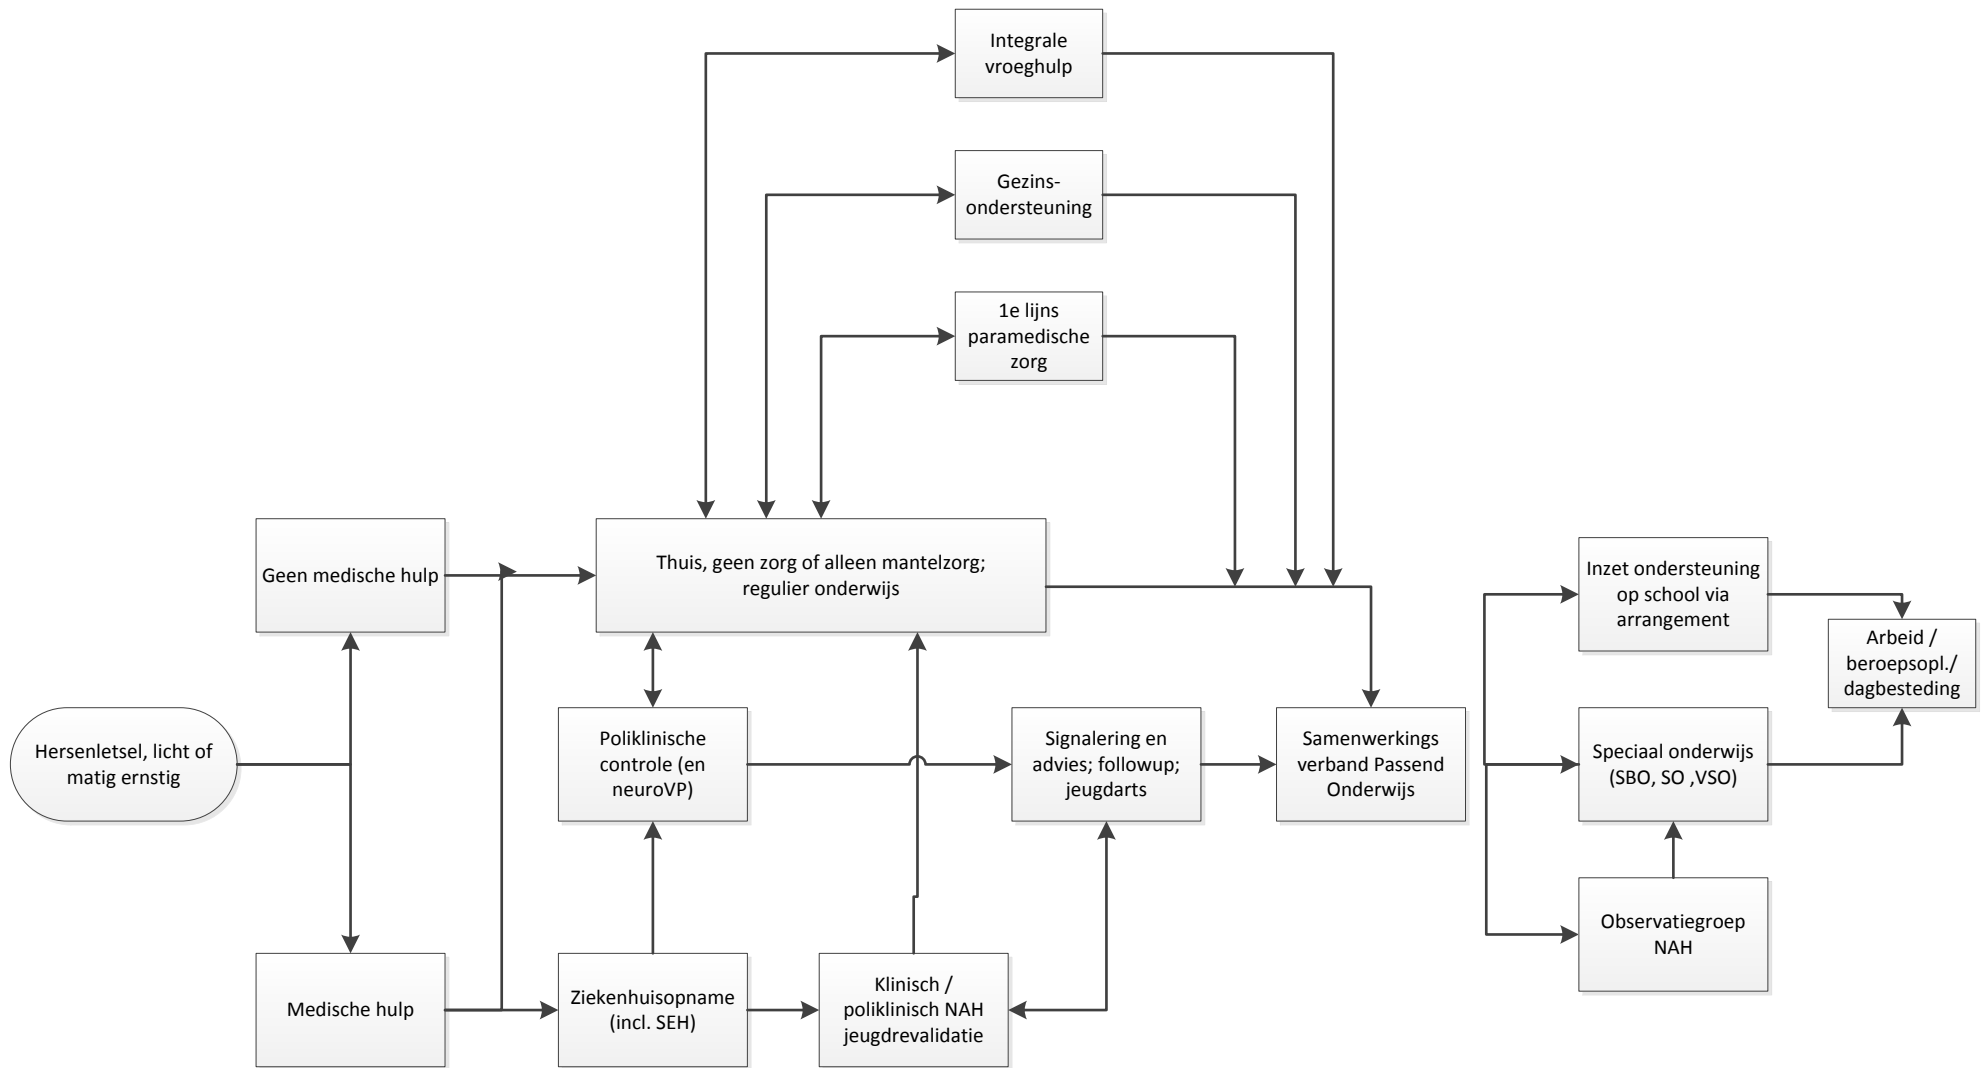 Integrale
vroeghulp
Gezins-
ondersteuning
1e lijns
paramedische
zorg
Geen medische hulp
Thuis, geen zorg of alleen mantelzorg;
regulier onderwijs
Inzet ondersteuning
op school via
arrangement
Arbeid /
beroepsopl./
dagbesteding
Hersenletsel, licht of
matig ernstig
Poliklinische
controle (en
neuroVP)
Signalering en
advies; followup;
jeugdarts
Samenwerkings
verband Passend
Onderwijs
Speciaal onderwijs
(SBO, SO ,VSO)
Observatiegroep
NAH
Medische hulp
Ziekenhuisopname
(incl. SEH)
Klinisch /
poliklinisch NAH
jeugdrevalidatie